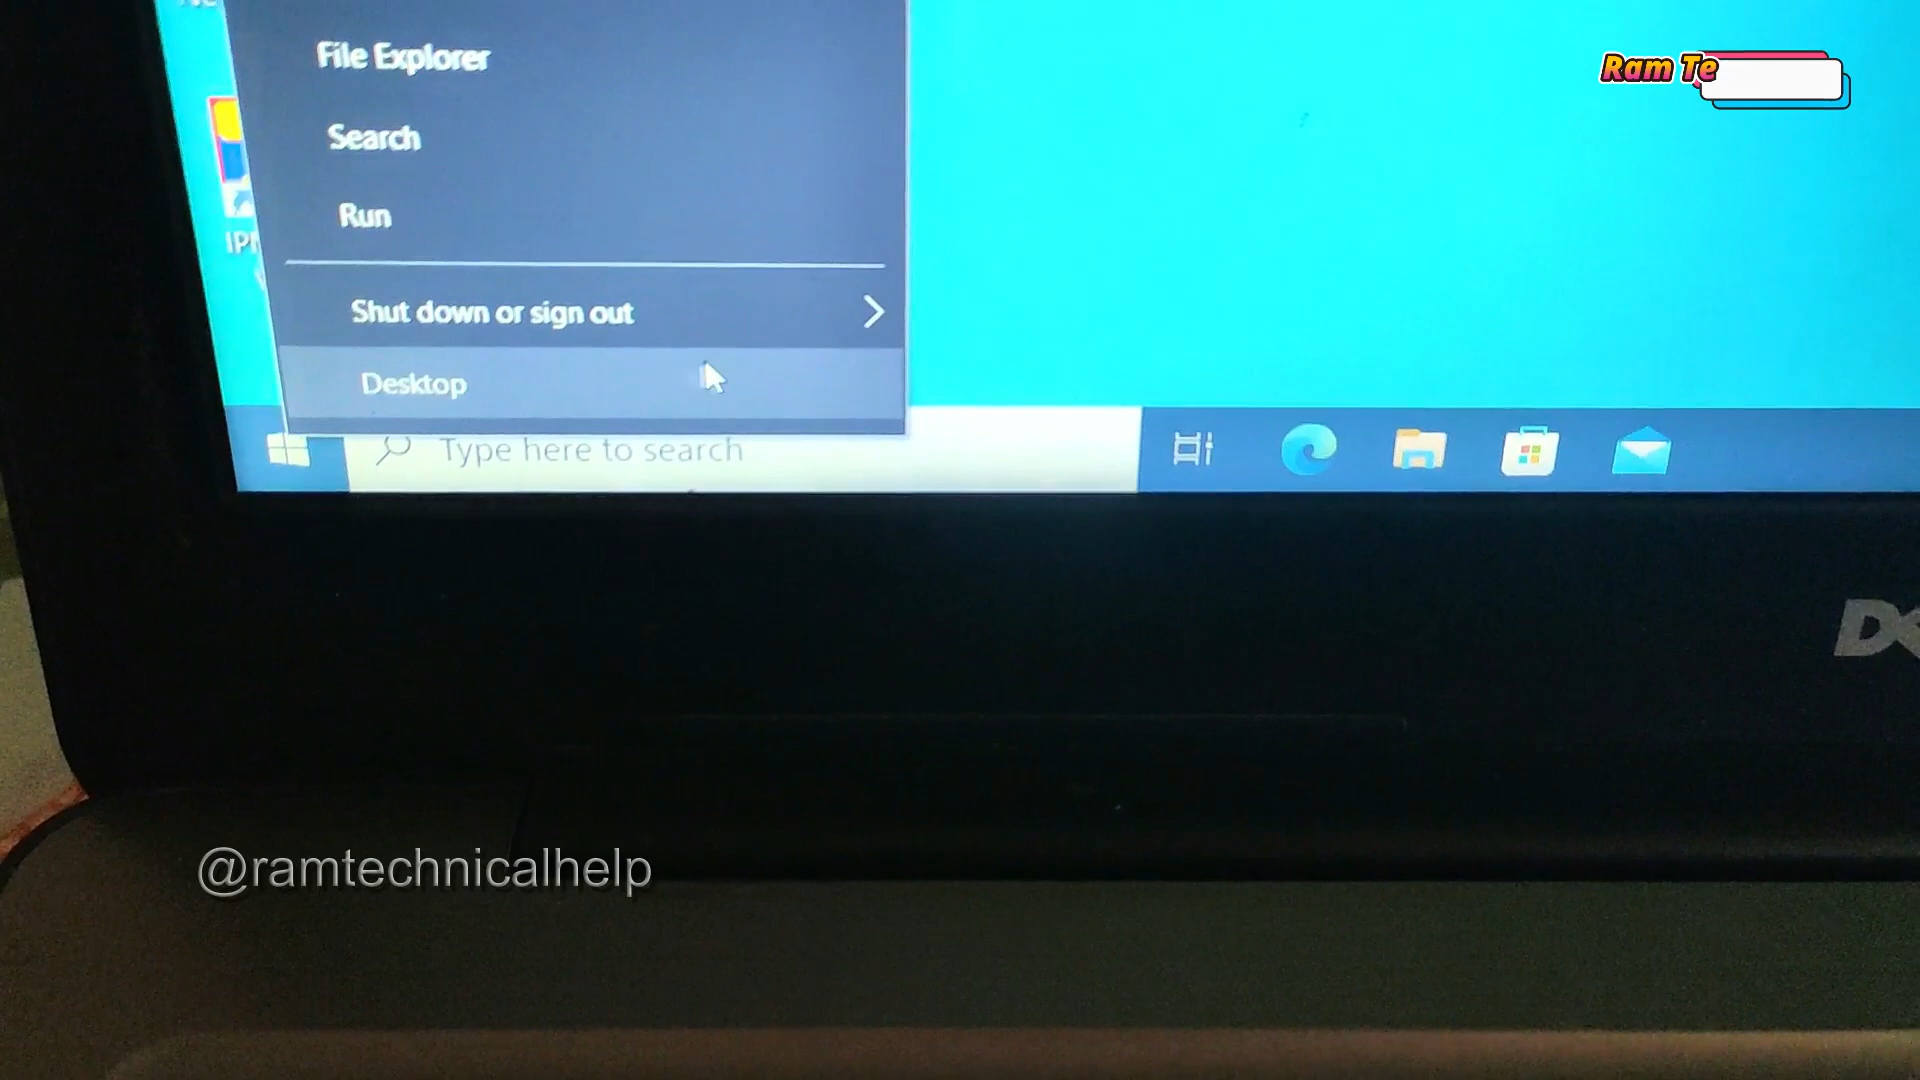 Ram Te
File Explorer
Search
Run
Shut down or sign out
Desktop
Type here to search
@ramtechnicalhelp